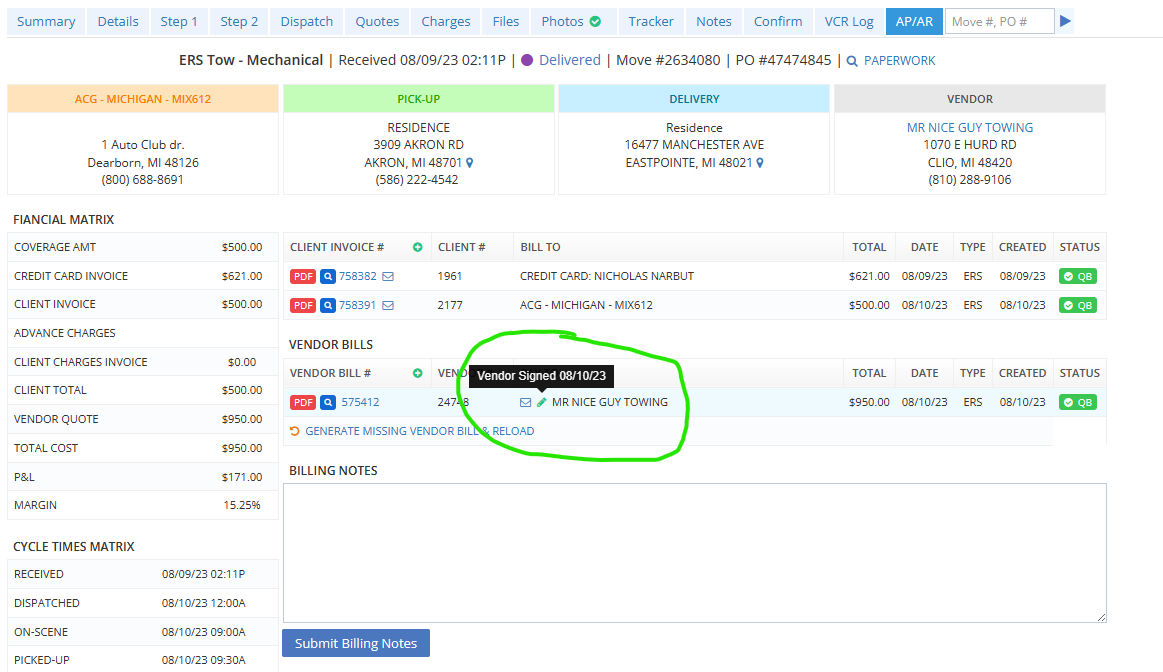 Summary Details Step 1 Step 2 Dispatch Quotes Charges Files Photos Tracker Notes Confirm VCR Log AP/AR Move #, PO #
ERS Tow - Mechanical | Received 08/09/23 02:11P | Delivered | Move #2634080 | PO #47474845 | PAPERWORK
ACG - MICHIGAN - MIX612
1 Auto Club dr.
Dearborn, MI 48126
(800) 688-8691
PICK-UP
RESIDENCE
3909 AKRON RD
AKRON, MI 48701
(586) 222-4542
DELIVERY
Residence
16477 MANCHESTER AVE
EASTPOINTE, MI 48021
VENDOR
MR NICE GUY TOWING
1070 E HURD RD
CLIO, MI 48420
(810) 288-9106
FIANCIAL MATRIX
COVERAGE AMT $500.00
CREDIT CARD INVOICE $621.00
CLIENT INVOICE $500.00
ADVANCE CHARGES
CLIENT CHARGES INVOICE $0.00
CLIENT TOTAL $500.00
VENDOR QUOTE $950.00
TOTAL COST $950.00
P&L $171.00
MARGIN 15.25%
CYCLE TIMES MATRIX
RECEIVED 08/09/23 02:11P
DISPATCHED 08/10/23 12:00A
ON-SCENE 08/10/23 09:00A
PICKED-UP 08/10/23 09:30A
CLIENT INVOICE # CLIENT # BILL TO TOTAL DATE TYPE CREATED STATUS
PDF 758382 1961 CREDIT CARD: NICHOLAS NARBUT $621.00 08/09/23 ERS 08/09/23 QB
PDF 758391 2177 ACG - MICHIGAN - MIX612 $500.00 08/10/23 ERS 08/10/23 QB
VENDOR BILLS
VENDOR BILL # TOTAL DATE TYPE CREATED STATUS
Vendor Signed 08/10/23
PDF 575412 24748 MR NICE GUY TOWING $950.00 08/10/23 ERS 08/10/23 QB
GENERATE MISSING VENDOR BILL & RELOAD
BILLING NOTES
Submit Billing Notes